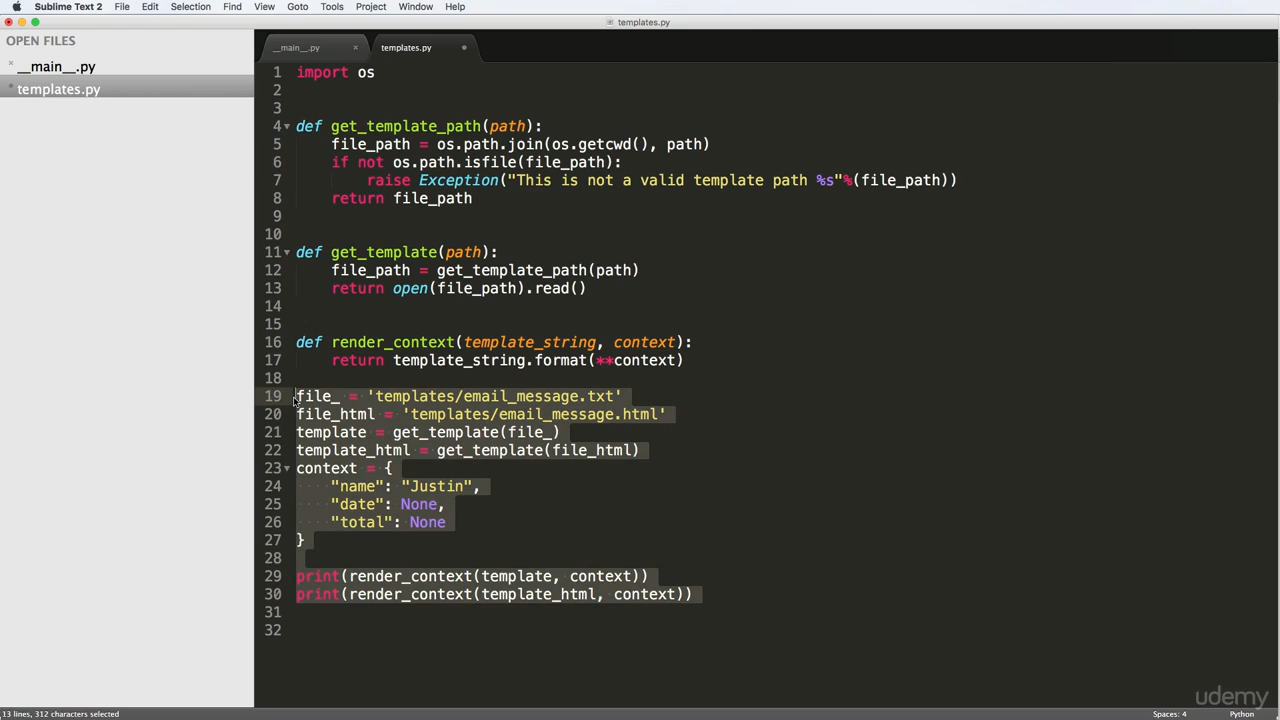 Sublime Text 2 File Edit Selection Find View Goto Tools Project Window Help
templates.py
OPEN FILES
__main__.py
templates.py
__main__.py × templates.py
1 import os
2
3
4 def get_template_path(path):
5     file_path = os.path.join(os.getcwd(), path)
6     if not os.path.isfile(file_path):
7         raise Exception("This is not a valid template path %s"%(file_path))
8     return file_path
9
10
11 def get_template(path):
12     file_path = get_template_path(path)
13     return open(file_path).read()
14
15
16 def render_context(template_string, context):
17     return template_string.format(**context)
18
19 file_ = 'templates/email_message.txt'
20 file_html = 'templates/email_message.html'
21 template = get_template(file_)
22 template_html = get_template(file_html)
23 context = {
24     "name": "Justin",
25     "date": None,
26     "total": None
27 }
28
29 print(render_context(template, context))
30 print(render_context(template_html, context))
31
32
udemy
13 lines, 312 characters selected Spaces: 4 Python